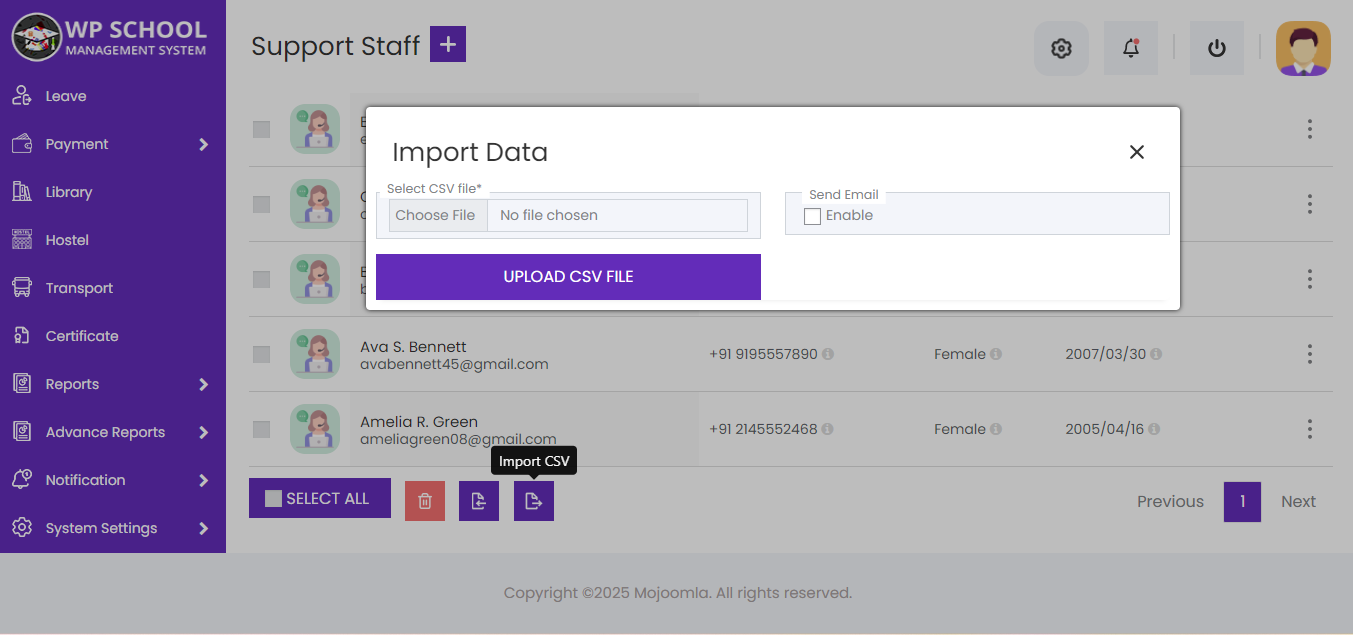 WP SCHOOL
MANAGEMENT SYSTEM
Leave
Payment
Library
Hostel
Transport
Certificate
Reports
Advance Reports
Notification
System Settings
Support Staff +
Import Data
Select CSV file*
Choose File No file chosen
Send Email
Enable
UPLOAD CSV FILE
Ava S. Bennett
avabennett45@gmail.com
+91 9195557890
Female
2007/03/30
Amelia R. Green
ameliagreen08@gmail.com
+91 2145552468
Female
2005/04/16
Import CSV
SELECT ALL
Previous 1 Next
Copyright ©2025 Mojoomla. All rights reserved.